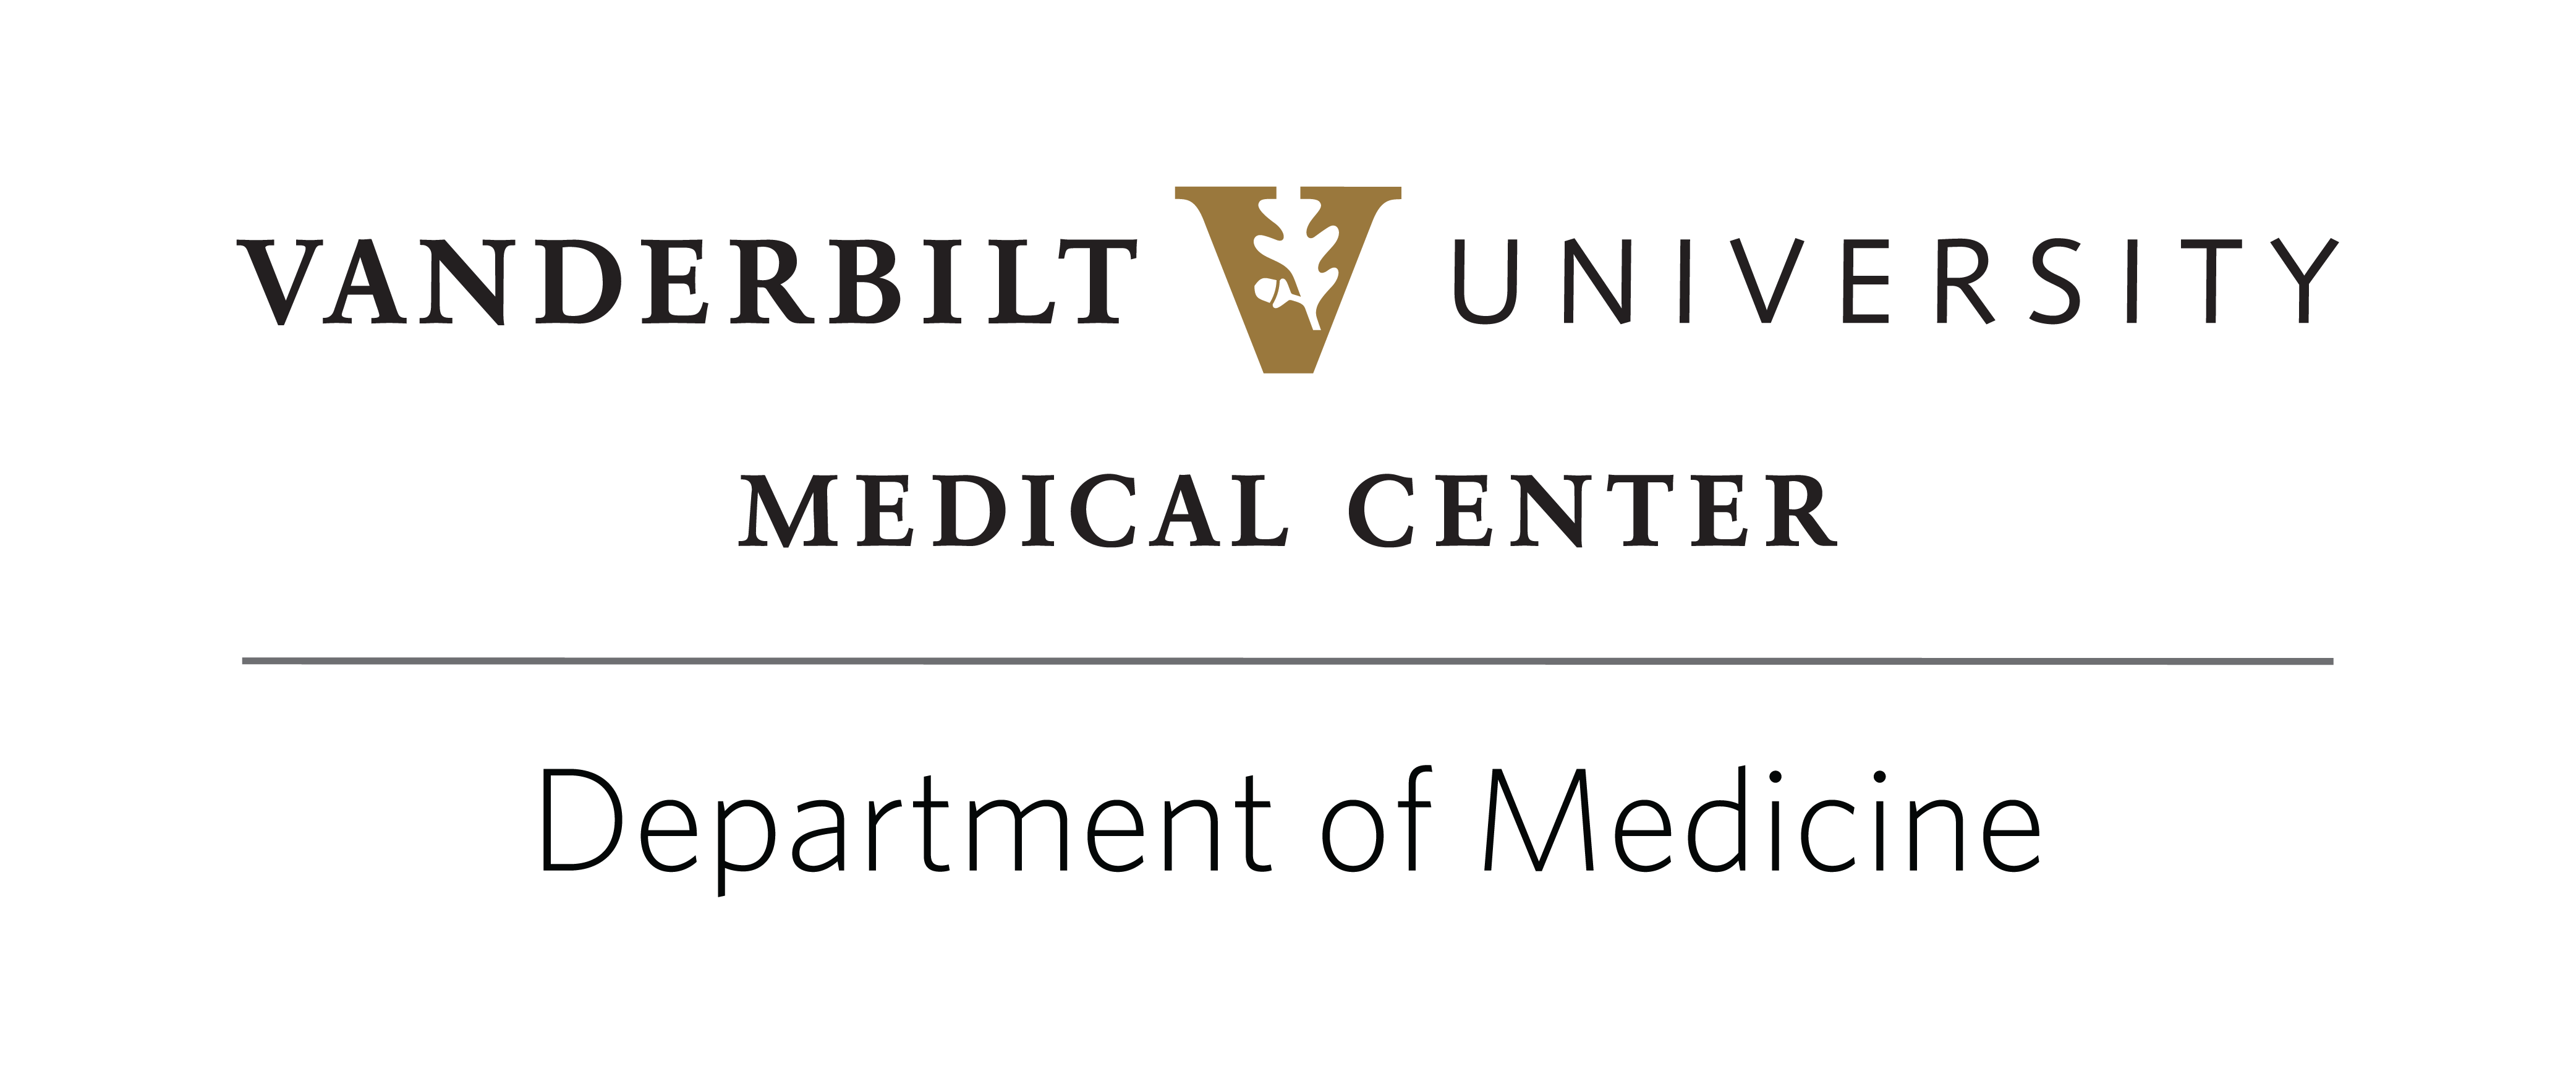 VANDERBILT V UNIVERSITY
MEDICAL CENTER
Department of Medicine